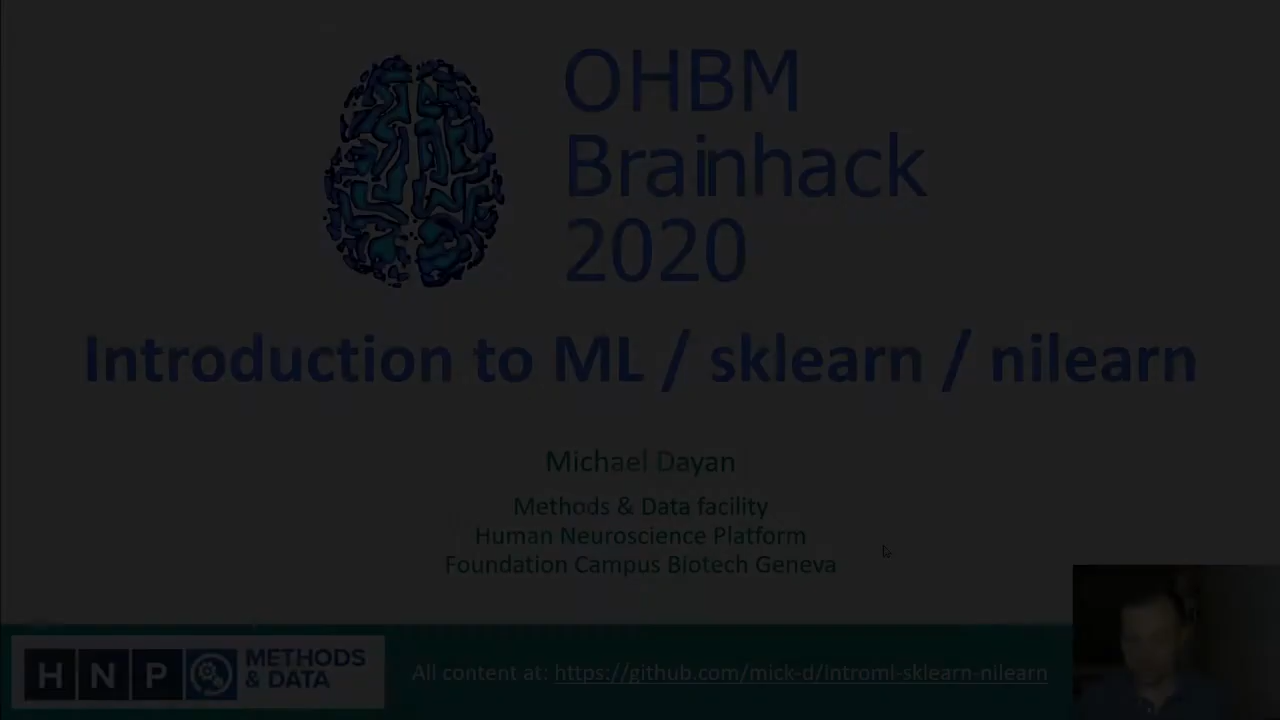 OHBM
Brainhack
2020
Introduction to ML / sklearn / nilearn
Michael Dayan
Methods & Data facility
Human Neuroscience Platform
Foundation Campus Biotech Geneva
HNP METHODS
& DATA
All content at: https://github.com/mick-d/Introml-sklearn-nilearn